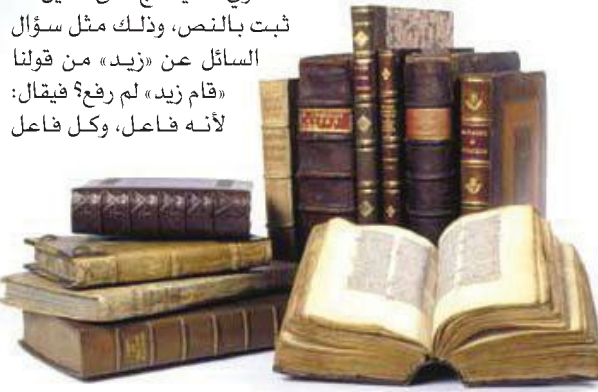 ثبت بالنص، وذلك مثل سؤال
السائل عن «زيد» من قولنا
«قام زيد» لم رفع؟ فيقال:
لأنه فاعل، وكل فاعل